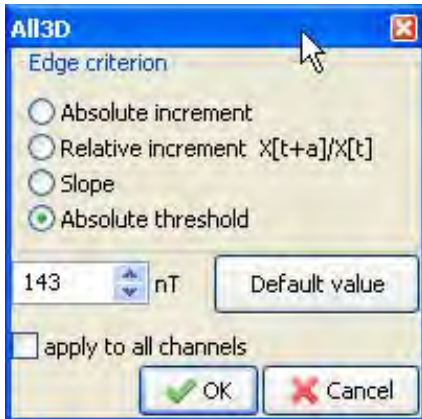 All3D
Edge criterion
Absolute increment
Relative increment X[t+a]/X[t]
Slope
Absolute threshold
143 nT Default value
apply to all channels
OK Cancel